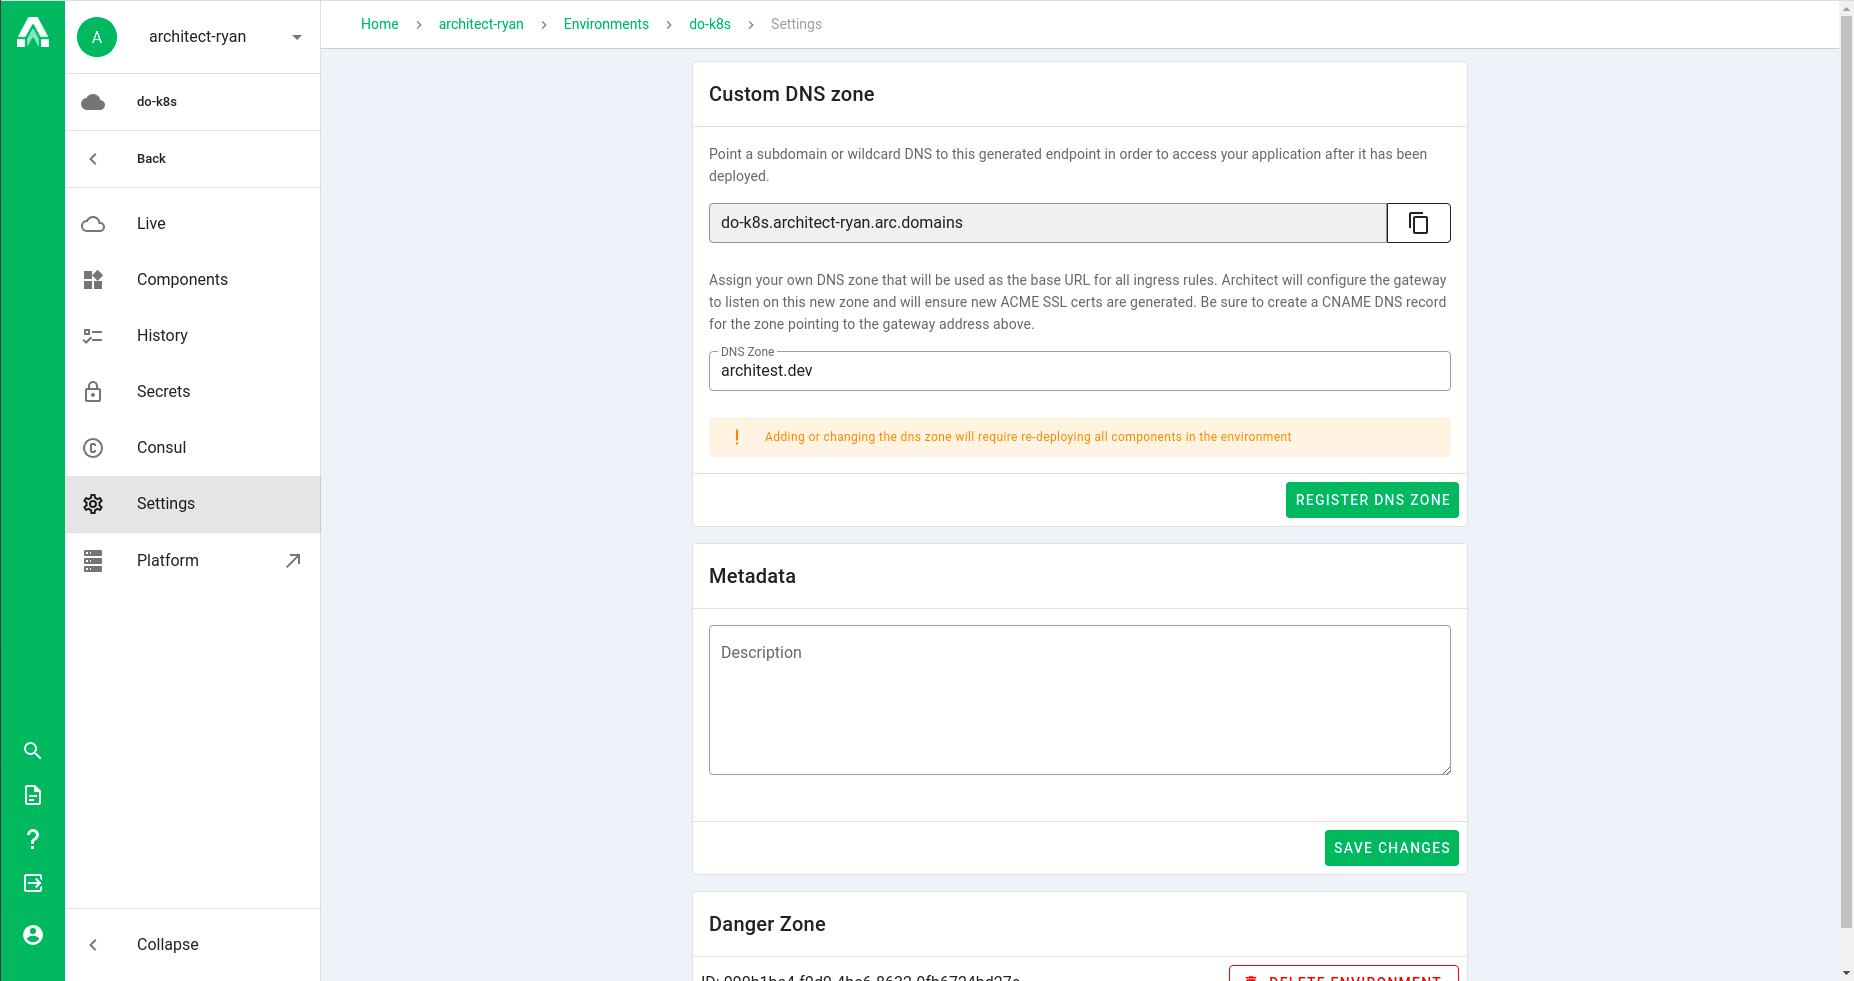 A
architect-ryan
do-k8s
Back
Live
Components
History
Secrets
Consul
Settings
Platform
Collapse
Home > architect-ryan > Environments > do-k8s > Settings
Custom DNS zone
Point a subdomain or wildcard DNS to this generated endpoint in order to access your application after it has been
deployed.
do-k8s.architect-ryan.arc.domains
Assign your own DNS zone that will be used as the base URL for all ingress rules. Architect will configure the gateway
to listen on this new zone and will ensure new ACME SSL certs are generated. Be sure to create a CNAME DNS record
for the zone pointing to the gateway address above.
DNS Zone
architest.dev
Adding or changing the dns zone will require re-deploying all components in the environment
REGISTER DNS ZONE
Metadata
Description
SAVE CHANGES
Danger Zone
ID:
DELETE ENVIRONMENT